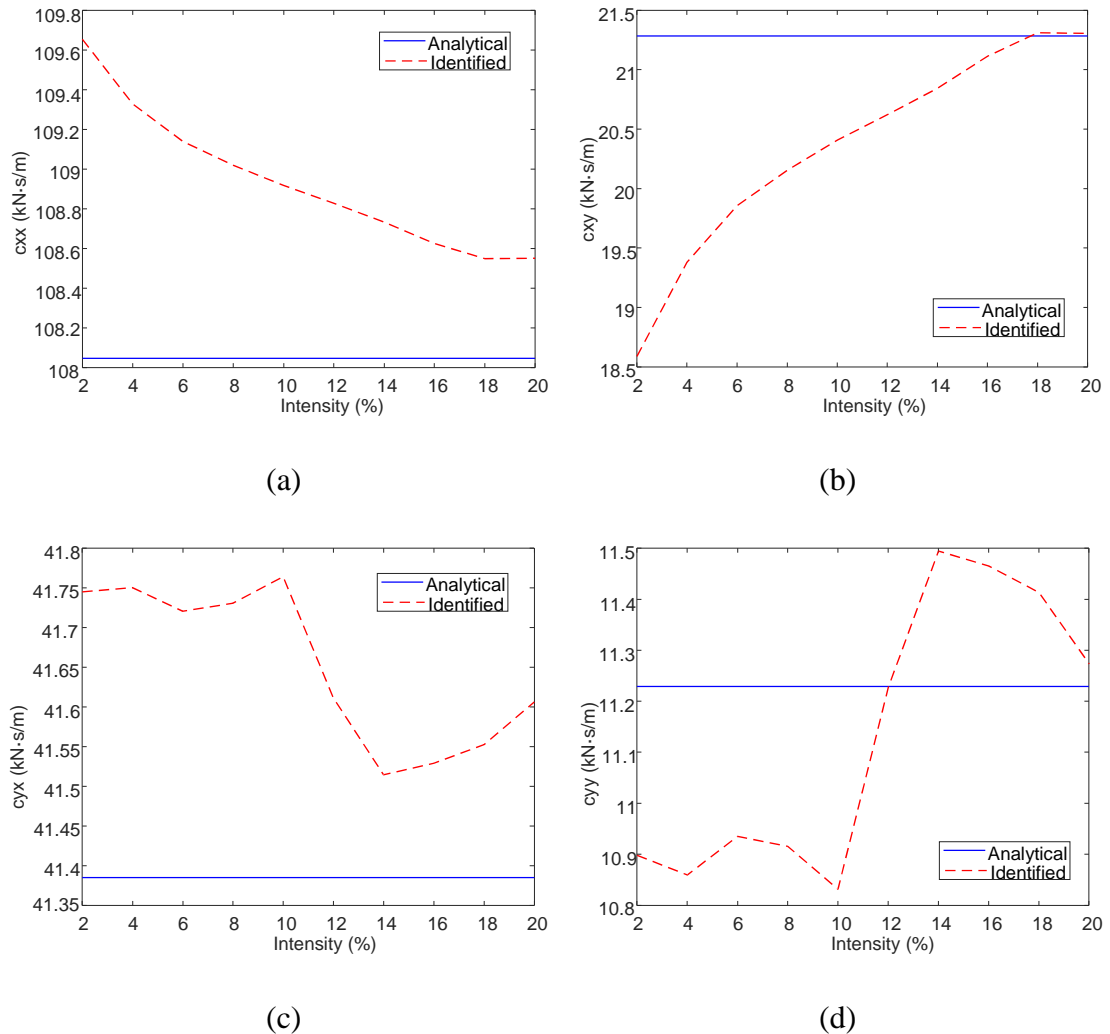 109.8
109.6
109.4
109.2
109
108.8
108.6
108.4
108.2
108
cxx (kN·s/m)
2 4 6 8 10 12 14 16 18 20
Intensity (%)
Analytical
Identified
(a)
21.5
21
20.5
20
19.5
19
18.5
cxy (kN·s/m)
2 4 6 8 10 12 14 16 18 20
Intensity (%)
Analytical
Identified
(b)
41.8
41.75
41.7
41.65
41.6
41.55
41.5
41.45
41.4
41.35
cyx (kN·s/m)
2 4 6 8 10 12 14 16 18 20
Intensity (%)
Analytical
Identified
(c)
11.5
11.4
11.3
11.2
11.1
11
10.9
10.8
cyy (kN·s/m)
2 4 6 8 10 12 14 16 18 20
Intensity (%)
Analytical
Identified
(d)